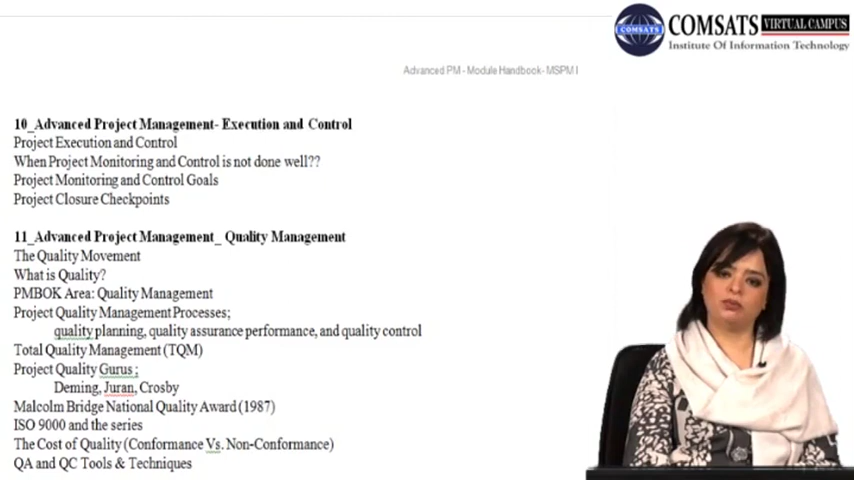 COMSATS
COMSATS VIRTUAL CAMPUS
Institute Of Information Technology
Advanced PM - Module Handbook- MSPM I
10_Advanced Project Management- Execution and Control
Project Execution and Control
When Project Monitoring and Control is not done well??
Project Monitoring and Control Goals
Project Closure Checkpoints
11_Advanced Project Management_ Quality Management
The Quality Movement
What is Quality?
PMBOK Area: Quality Management
Project Quality Management Processes;
quality planning, quality assurance performance, and quality control
Total Quality Management (TQM)
Project Quality Gurus ;
Deming, Juran, Crosby
Malcolm Bridge National Quality Award (1987)
ISO 9000 and the series
The Cost of Quality (Conformance Vs. Non-Conformance)
QA and QC Tools & Techniques